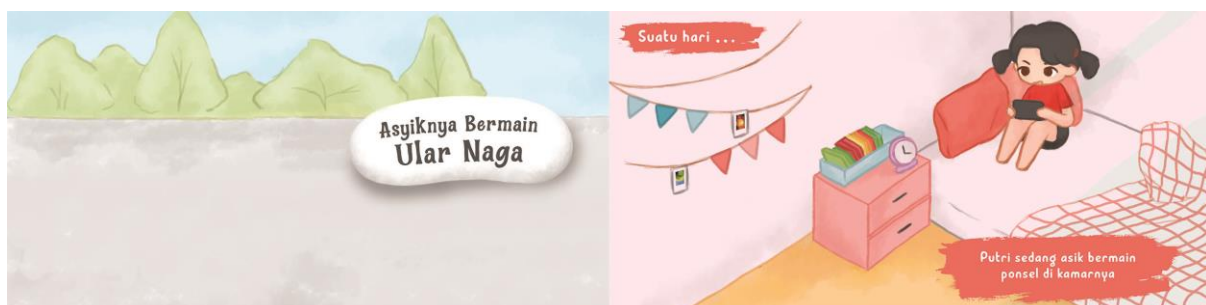 Asyiknya Bermain
Ular Naga
Suatu hari ...
Putri sedang asik bermain
ponsel di kamarnya